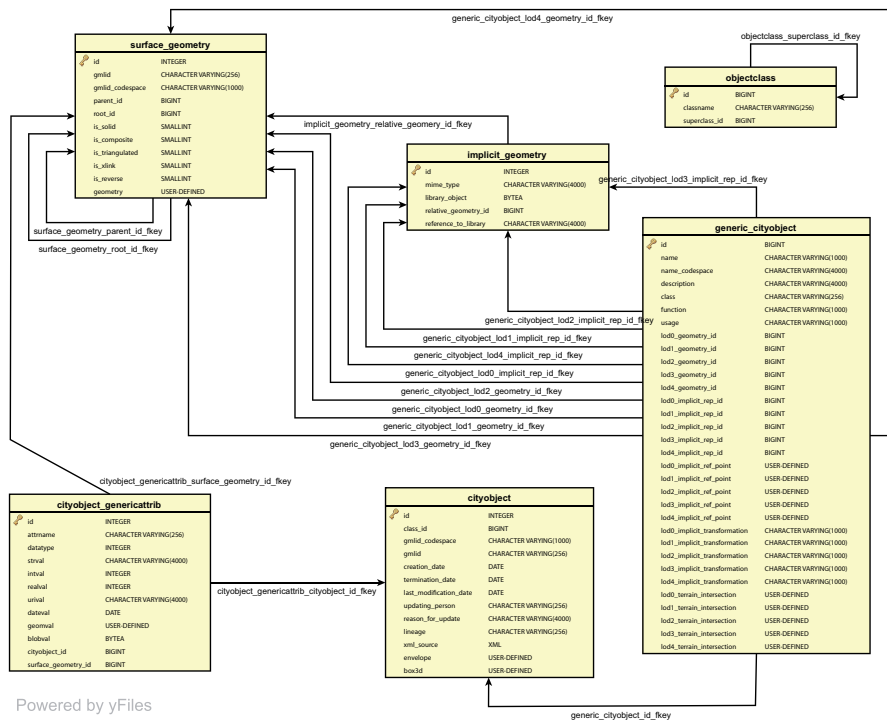 generic_cityobject_lod4_geometry_id_fkey
surface_geometry
id INTEGER
gmlid CHARACTER VARYING(256)
gmlid_codespace CHARACTER VARYING(1000)
parent_id BIGINT
root_id BIGINT
is_solid SMALLINT
is_composite SMALLINT
is_triangulated SMALLINT
is_xlink SMALLINT
is_reverse SMALLINT
geometry USER-DEFINED
surface_geometry_parent_id_fkey
surface_geometry_root_id_fkey
objectclass_superclass_id_fkey
objectclass
id BIGINT
classname CHARACTER VARYING(256)
superclass_id BIGINT
implicit_geometry_relative_geomery_id_fkey
implicit_geometry
id INTEGER
mime_type CHARACTER VARYING(4000)
library_object BYTEA
relative_geometry_id BIGINT
reference_to_library CHARACTER VARYING(4000)
generic_cityobject_lod3_implicit_rep_id_fkey
generic_cityobject
id BIGINT
name CHARACTER VARYING(1000)
name_codespace CHARACTER VARYING(4000)
description CHARACTER VARYING(4000)
class CHARACTER VARYING(256)
function CHARACTER VARYING(1000)
usage CHARACTER VARYING(1000)
lod0_geometry_id BIGINT
lod1_geometry_id BIGINT
lod2_geometry_id BIGINT
lod3_geometry_id BIGINT
lod4_geometry_id BIGINT
lod0_implicit_rep_id BIGINT
lod1_implicit_rep_id BIGINT
lod2_implicit_rep_id BIGINT
lod3_implicit_rep_id BIGINT
lod4_implicit_rep_id BIGINT
lod0_implicit_ref_point USER-DEFINED
lod1_implicit_ref_point USER-DEFINED
lod2_implicit_ref_point USER-DEFINED
lod3_implicit_ref_point USER-DEFINED
lod4_implicit_ref_point USER-DEFINED
lod0_implicit_transformation CHARACTER VARYING(1000)
lod1_implicit_transformation CHARACTER VARYING(1000)
lod2_implicit_transformation CHARACTER VARYING(1000)
lod3_implicit_transformation CHARACTER VARYING(1000)
lod4_implicit_transformation CHARACTER VARYING(1000)
lod0_terrain_intersection USER-DEFINED
lod1_terrain_intersection USER-DEFINED
lod2_terrain_intersection USER-DEFINED
lod3_terrain_intersection USER-DEFINED
lod4_terrain_intersection USER-DEFINED
generic_cityobject_lod2_implicit_rep_id_fkey
generic_cityobject_lod1_implicit_rep_id_fkey
generic_cityobject_lod4_implicit_rep_id_fkey
generic_cityobject_lod0_implicit_rep_id_fkey
generic_cityobject_lod2_geometry_id_fkey
generic_cityobject_lod0_geometry_id_fkey
generic_cityobject_lod1_geometry_id_fkey
generic_cityobject_lod3_geometry_id_fkey
cityobject_genericattrib_surface_geometry_id_fkey
cityobject_genericattrib
id INTEGER
attrname CHARACTER VARYING(256)
datatype INTEGER
strval CHARACTER VARYING(4000)
intval INTEGER
realval INTEGER
urival CHARACTER VARYING(4000)
dateval DATE
geomval USER-DEFINED
blobval BYTEA
cityobject_id BIGINT
surface_geometry_id BIGINT
cityobject_genericattrib_cityobject_id_fkey
cityobject
id INTEGER
class_id BIGINT
gmlid_codespace CHARACTER VARYING(1000)
gmlid CHARACTER VARYING(256)
creation_date DATE
termination_date DATE
last_modification_date DATE
updating_person CHARACTER VARYING(256)
reason_for_update CHARACTER VARYING(4000)
lineage CHARACTER VARYING(256)
xml_source XML
envelope USER-DEFINED
box3d USER-DEFINED
generic_cityobject_id_fkey
Powered by yFiles